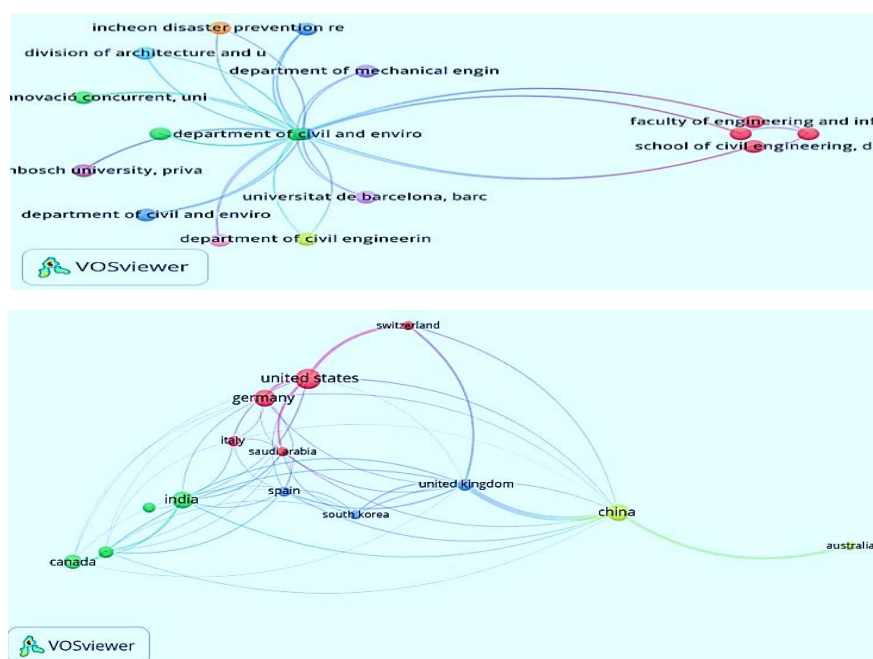 incheon disaster prevention re
division of architecture and u
department of mechanical engin
nnovació concurrent, uni
department of civil and enviro
faculty of engineering and inf
school of civil engineering, d
nbosch university, priva
universitat de barcelona, barc
department of civil and enviro
department of civil engineerin
VOSviewer
switzerland
united states
germany
italy
saudi arabia
united kingdom
spain
india
south korea
china
australia
canada
VOSviewer